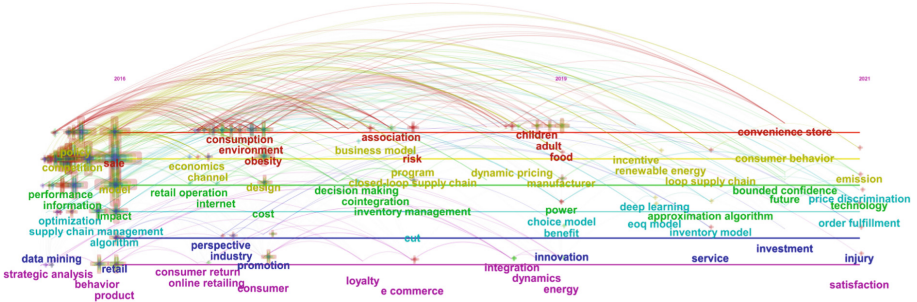 2016
2019
2021
consumption
association
children
convenience store
environment
business model
adult
sale
obesity
risk
food
consumer behavior
competition
economics
program
dynamic pricing
incentive
channel
closed-loop supply chain
manufacturer
renewable energy
loop supply chain
emission
performance
model
retail operation
design
decision making
bounded confidence
information
internet
cointegration
power
deep learning
future
price discrimination
technology
impact
cost
inventory management
approximation algorithm
optimization
choice model
eoq model
order fulfillment
supply chain management
benefit
inventory model
algorithm
perspective
cut
investment
data mining
industry
innovation
service
injury
strategic analysis
retail
consumer return
promotion
integration
behavior
online retailing
loyalty
dynamics
satisfaction
product
consumer
e commerce
energy